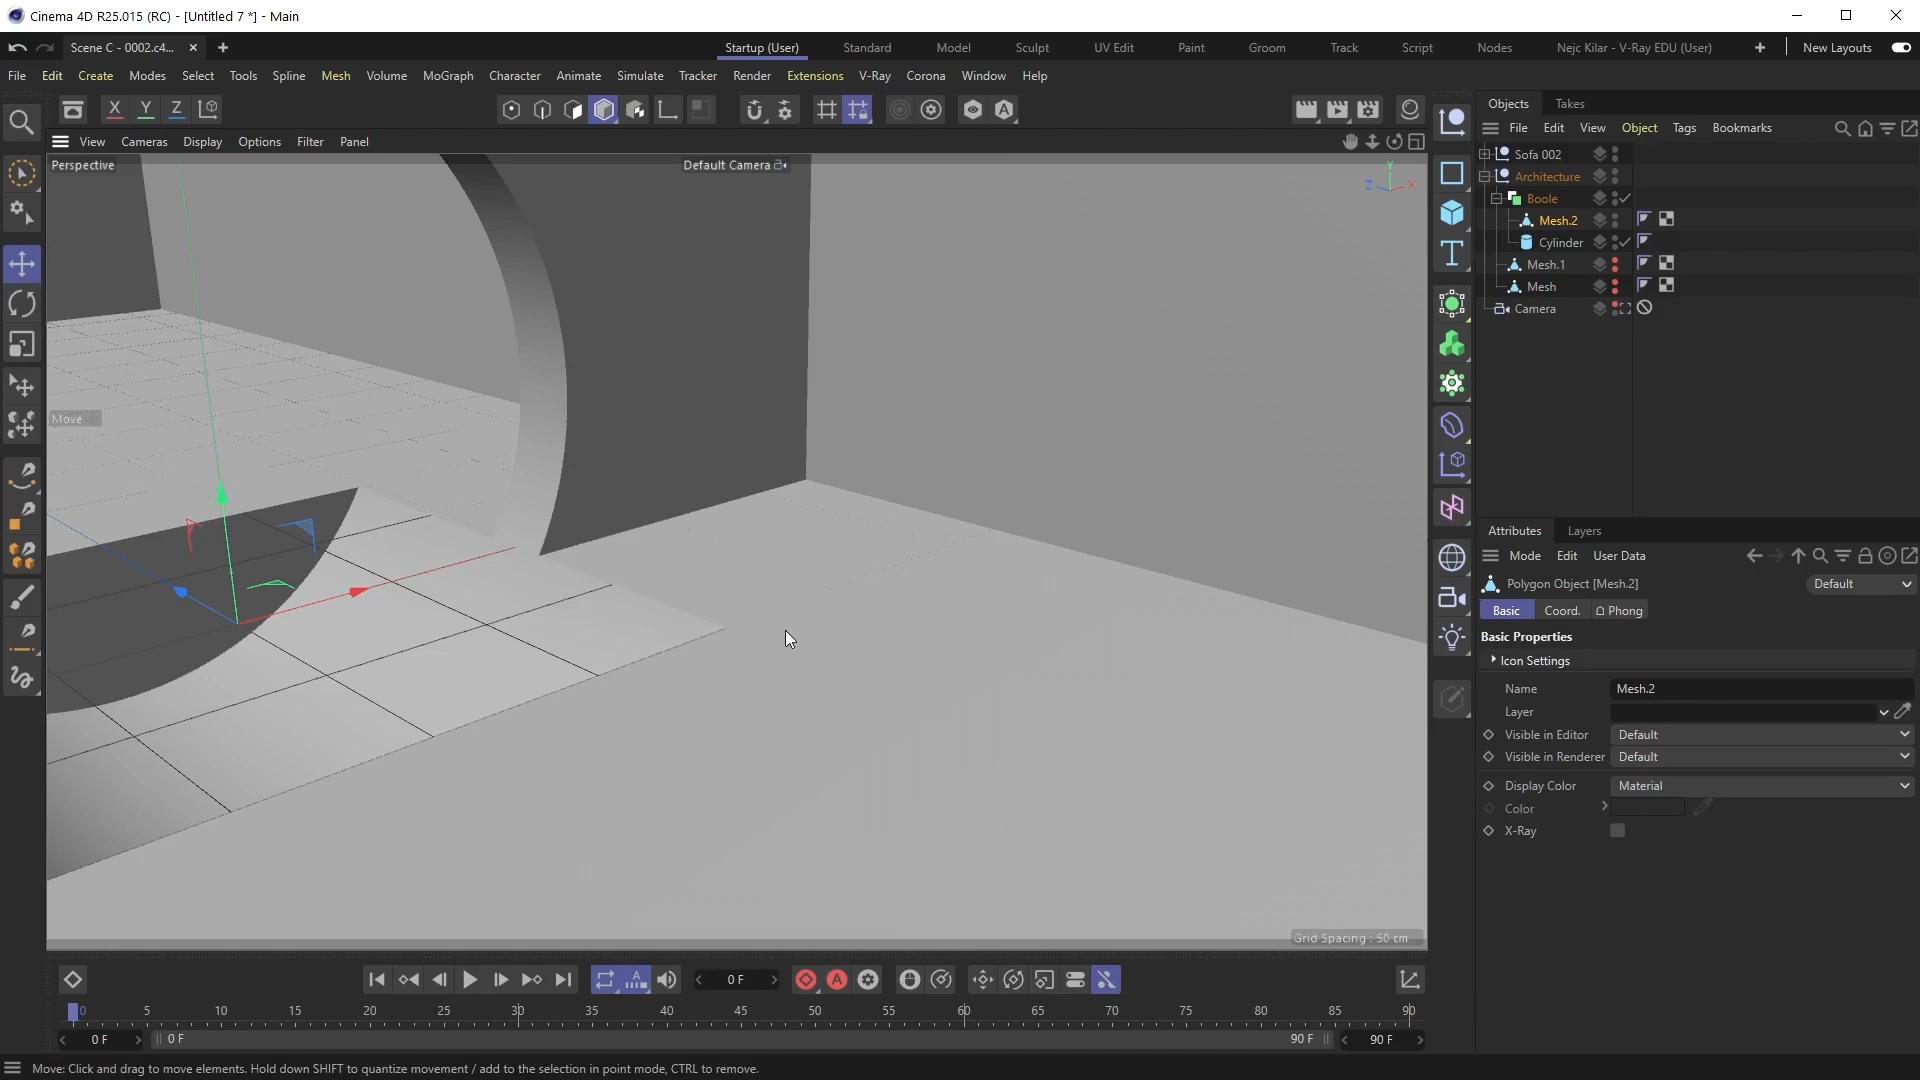 Cinema 4D R25.015 (RC) - [Untitled 7 *] - Main
Scene C - 0002.c4...
Startup (User) Standard Model Sculpt UV Edit Paint Groom Track Script Nodes Nejc Kilar - V-Ray EDU (User) New Layouts
File Edit Create Modes Select Tools Spline Mesh Volume MoGraph Character Animate Simulate Tracker Render Extensions V-Ray Corona Window Help
X Y Z
View Cameras Display Options Filter Panel
Perspective
Default Camera
Y
Z X
Move
Grid Spacing : 50 cm
Objects Takes
File Edit View Object Tags Bookmarks
Sofa 002
Architecture
Boole
Mesh.2
Cylinder
Mesh.1
Mesh
Camera
Attributes Layers
Mode Edit User Data
Polygon Object [Mesh.2] Default
Basic Coord. Phong
Basic Properties
Icon Settings
Name Mesh.2
Layer
Visible in Editor Default
Visible in Renderer Default
Display Color Material
Color
X-Ray
0 F
0 5 10 15 20 25 30 35 40 45 50 55 60 65 70 75 80 85 90
0 F 0 F 90 F 90 F
Move: Click and drag to move elements. Hold down SHIFT to quantize movement / add to the selection in point mode, CTRL to remove.